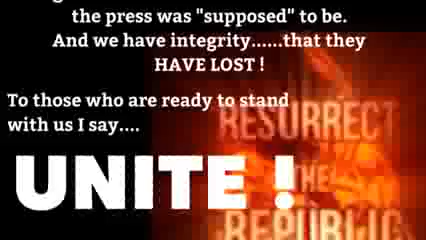 the press was "supposed" to be.
And we have integrity......that they
HAVE LOST !
To those who are ready to stand
with us I say....
UNITE !
RESURRECT
THE
REPUBLIC